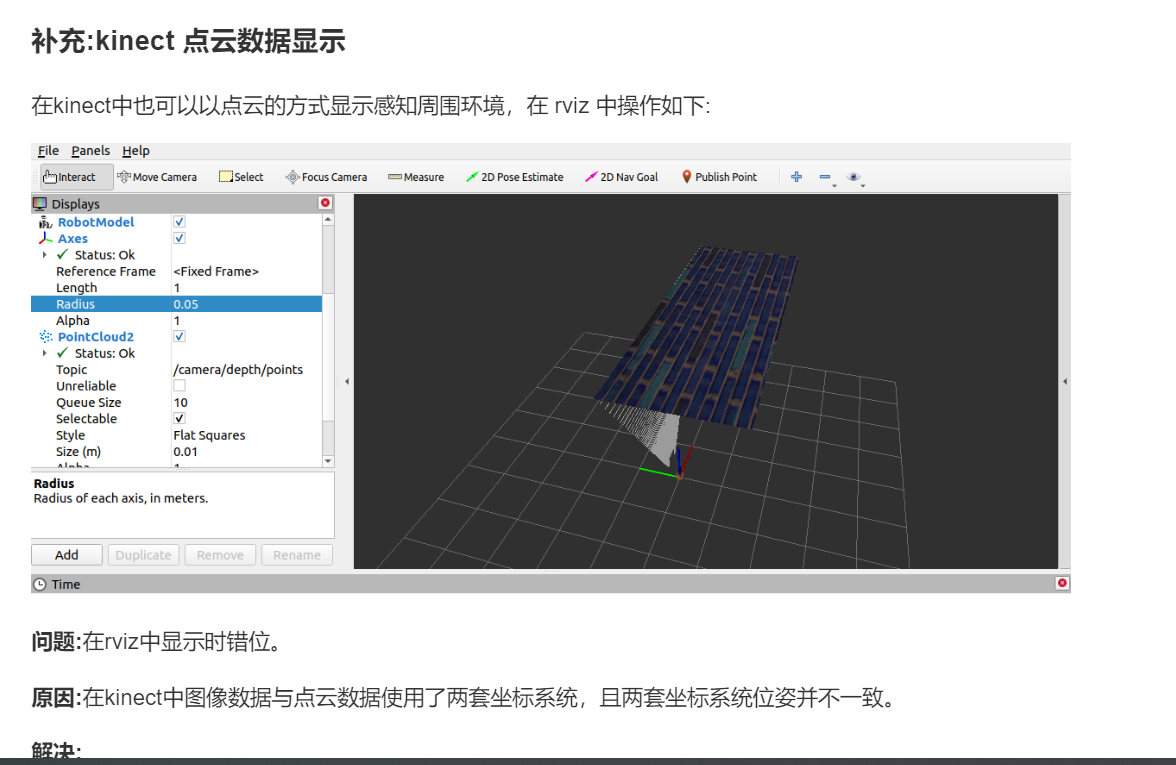 补充:kinect 点云数据显示
在kinect中也可以以点云的方式显示感知周围环境，在 rviz 中操作如下:
File Panels Help
Interact Move Camera Select Focus Camera Measure 2D Pose Estimate 2D Nav Goal Publish Point
Displays
RobotModel
Axes
Status: Ok
Reference Frame <Fixed Frame>
Length 1
Radius 0.05
Alpha 1
PointCloud2
Status: Ok
Topic /camera/depth/points
Unreliable
Queue Size 10
Selectable
Style Flat Squares
Size (m) 0.01
Alpha 1
Radius
Radius of each axis, in meters.
Add Duplicate Remove Rename
Time
问题:在rviz中显示时错位。
原因:在kinect中图像数据与点云数据使用了两套坐标系统，且两套坐标系统位姿并不一致。
解决: